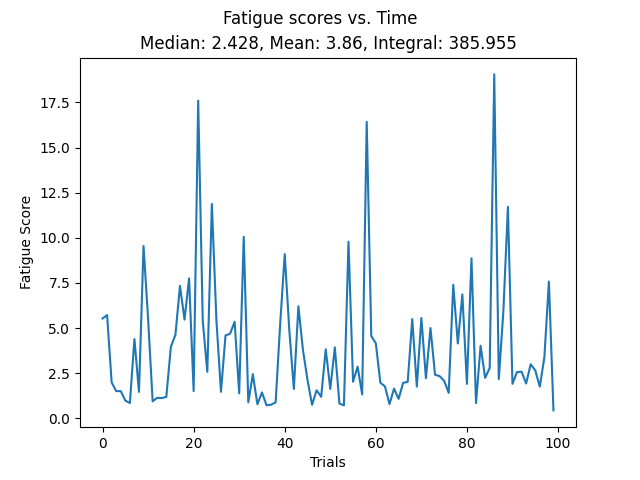 Fatigue scores vs. Time
Median: 2.428, Mean: 3.86, Integral: 385.955
17.5
15.0
12.5
10.0
7.5
5.0
2.5
0.0
Fatigue Score
0 20 40 60 80 100
Trials